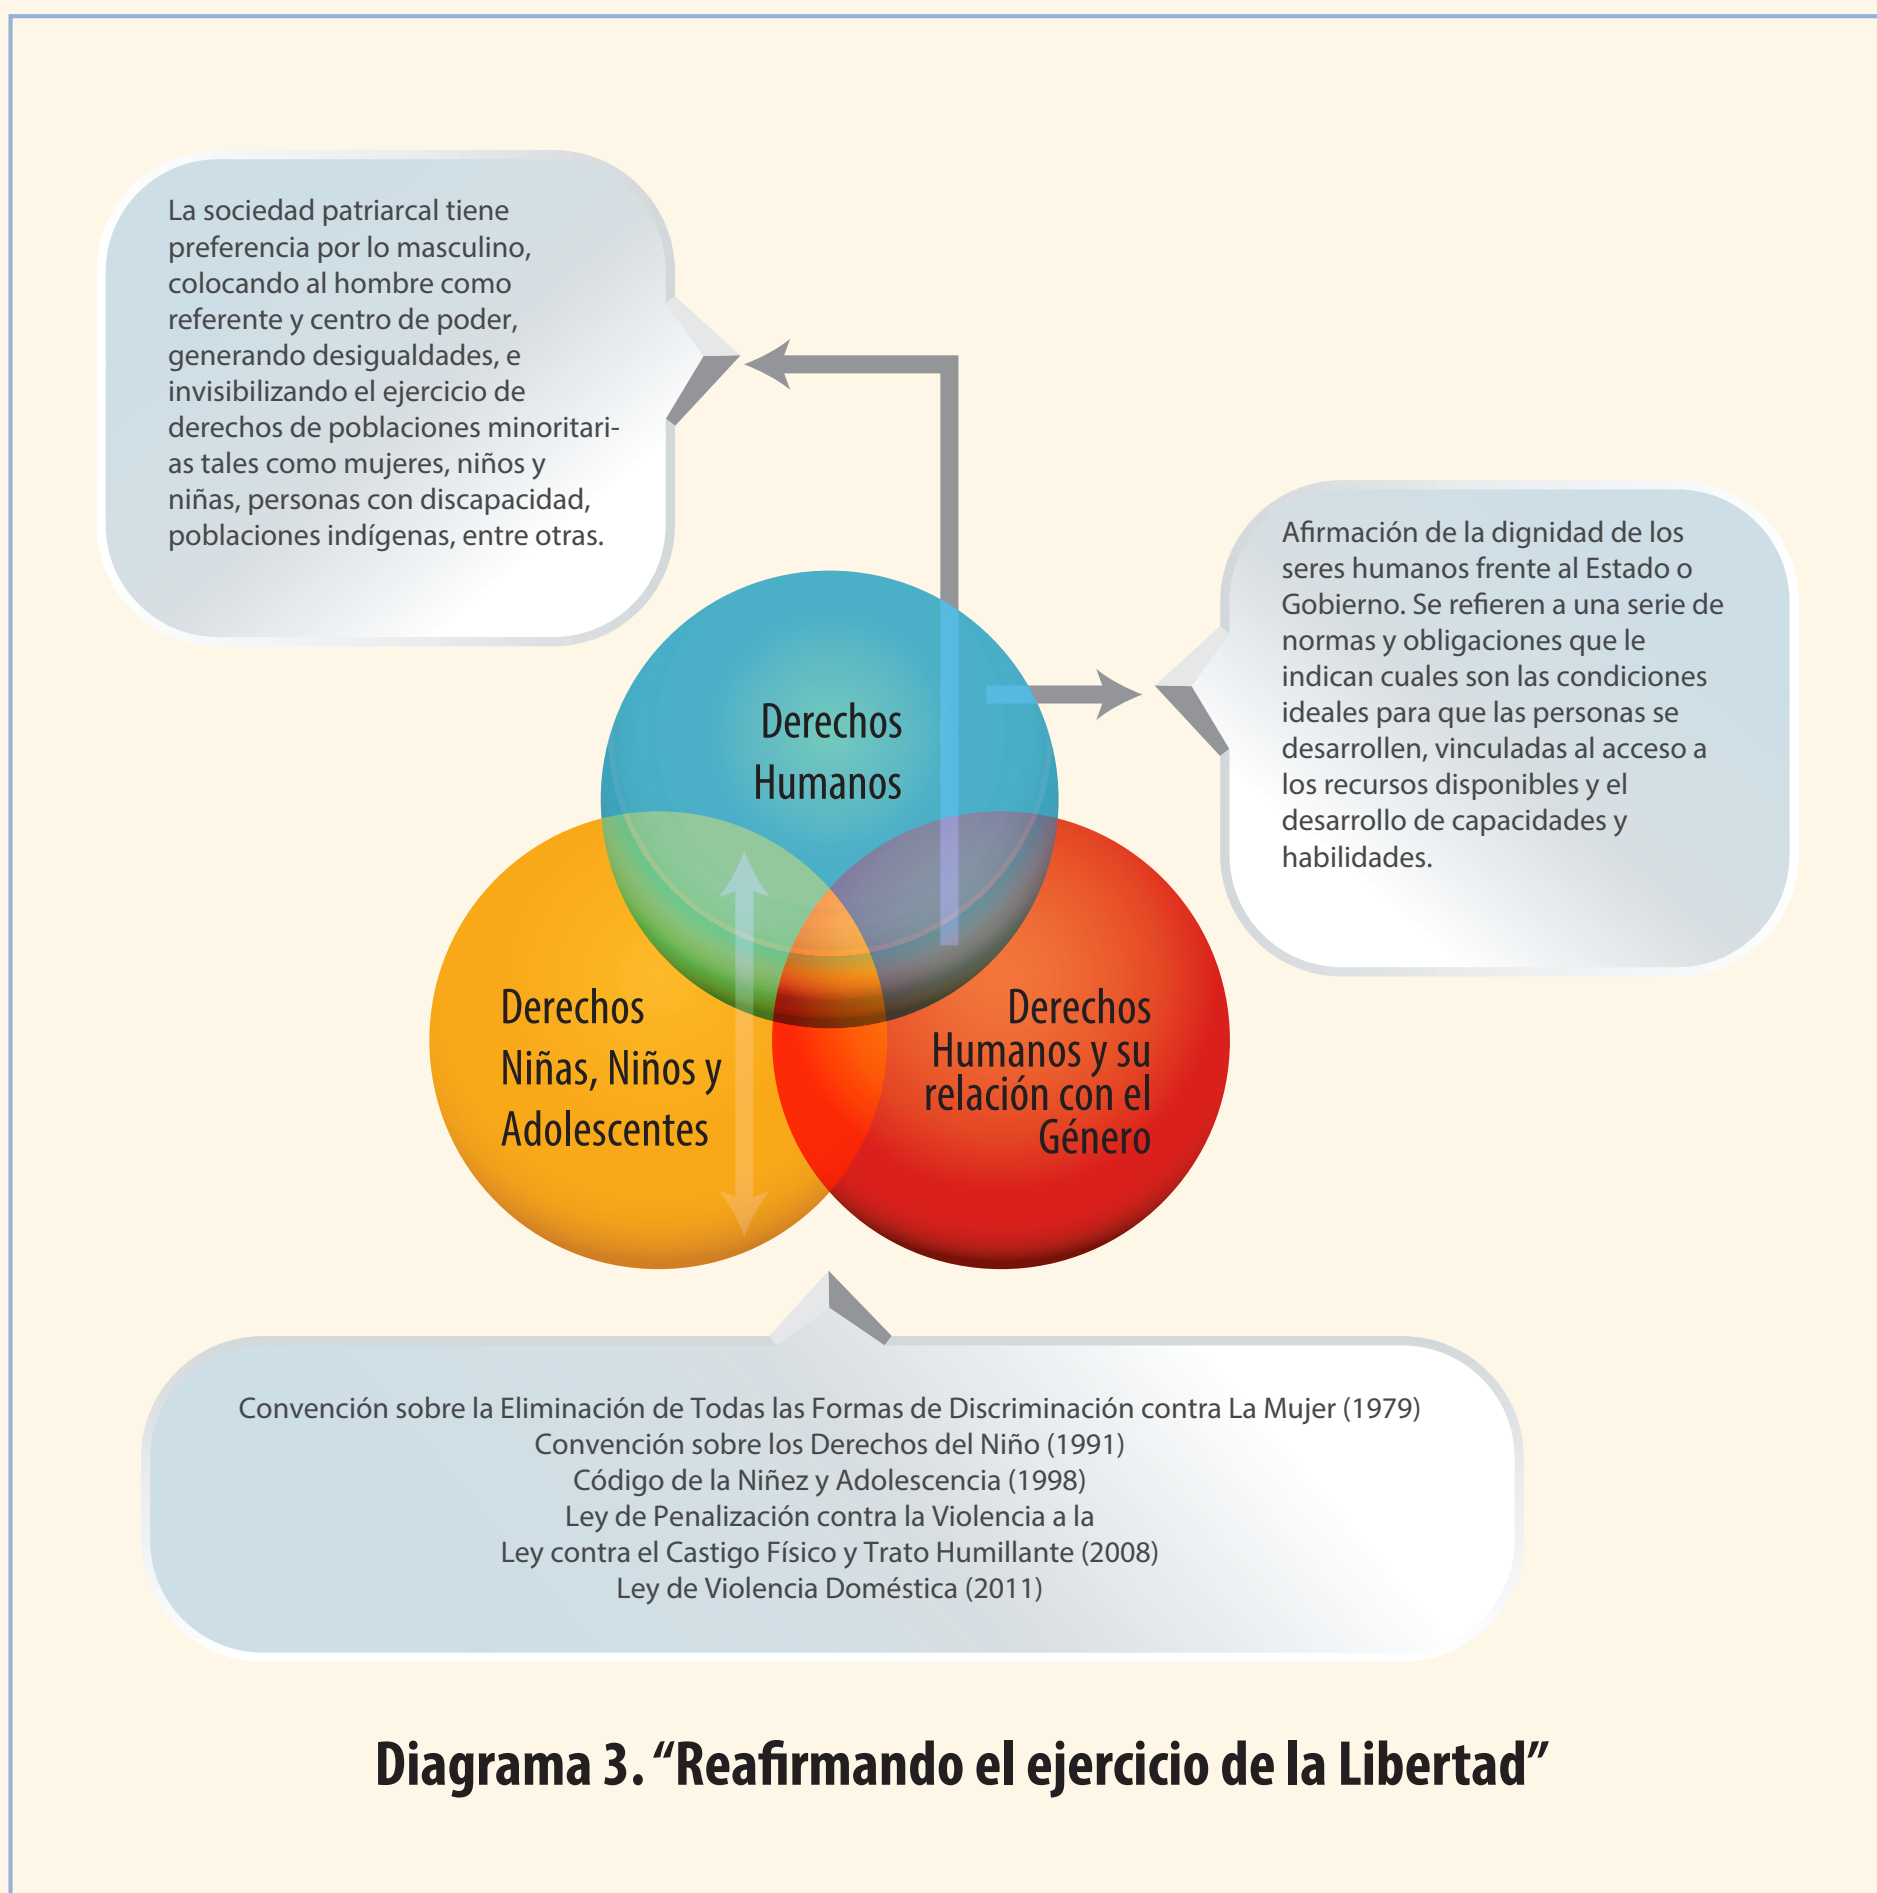 La sociedad patriarcal tiene
preferencia por lo masculino,
colocando al hombre como
referente y centro de poder,
generando desigualdades, e
invisibilizando el ejercicio de
derechos de poblaciones minoritari-
as tales como mujeres, niños y
niñas, personas con discapacidad,
poblaciones indígenas, entre otras.
Afirmación de la dignidad de los
seres humanos frente al Estado o
Gobierno. Se refieren a una serie de
normas y obligaciones que le
indican cuales son las condiciones
ideales para que las personas se
desarrollen, vinculadas al acceso a
los recursos disponibles y el
desarrollo de capacidades y
habilidades.
Derechos
Humanos
Derechos
Niñas, Niños y
Adolescentes
Derechos
Humanos y su
relación con el
Género
Convención sobre la Eliminación de Todas las Formas de Discriminación contra La Mujer (1979)
Convención sobre los Derechos del Niño (1991)
Código de la Niñez y Adolescencia (1998)
Ley de Penalización contra la Violencia a la
Ley contra el Castigo Físico y Trato Humillante (2008)
Ley de Violencia Doméstica (2011)
Diagrama 3. “Reafirmando el ejercicio de la Libertad”